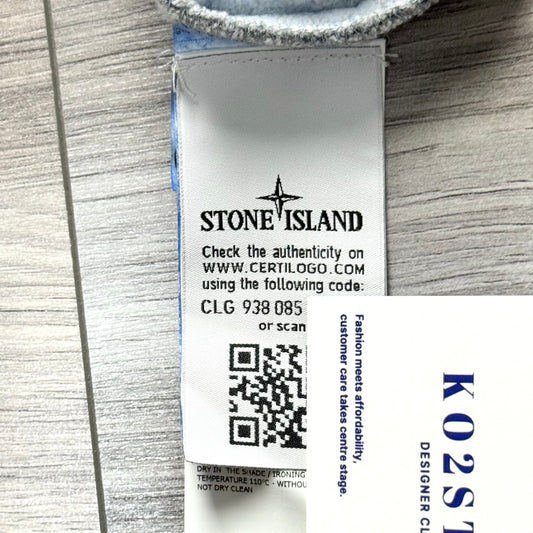 STONE ISLAND
Check the authenticity on
WWW.CERTILOGO.COM
using the following code:
CLG 938 085
or scan
DRY IN THE SHADE / IRONING
TEMPERATURE 110°C - WITHOU
NOT DRY CLEAN
Fashion meets affordability,
customer care takes centre stage.
KO2ST
DESIGNER CL